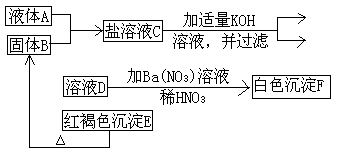 液体A
固体B
盐溶液C
加适量KOH
溶液，并过滤
溶液D
加Ba(NO₃)溶液
稀HNO₃
白色沉淀F
红褐色沉淀E
△